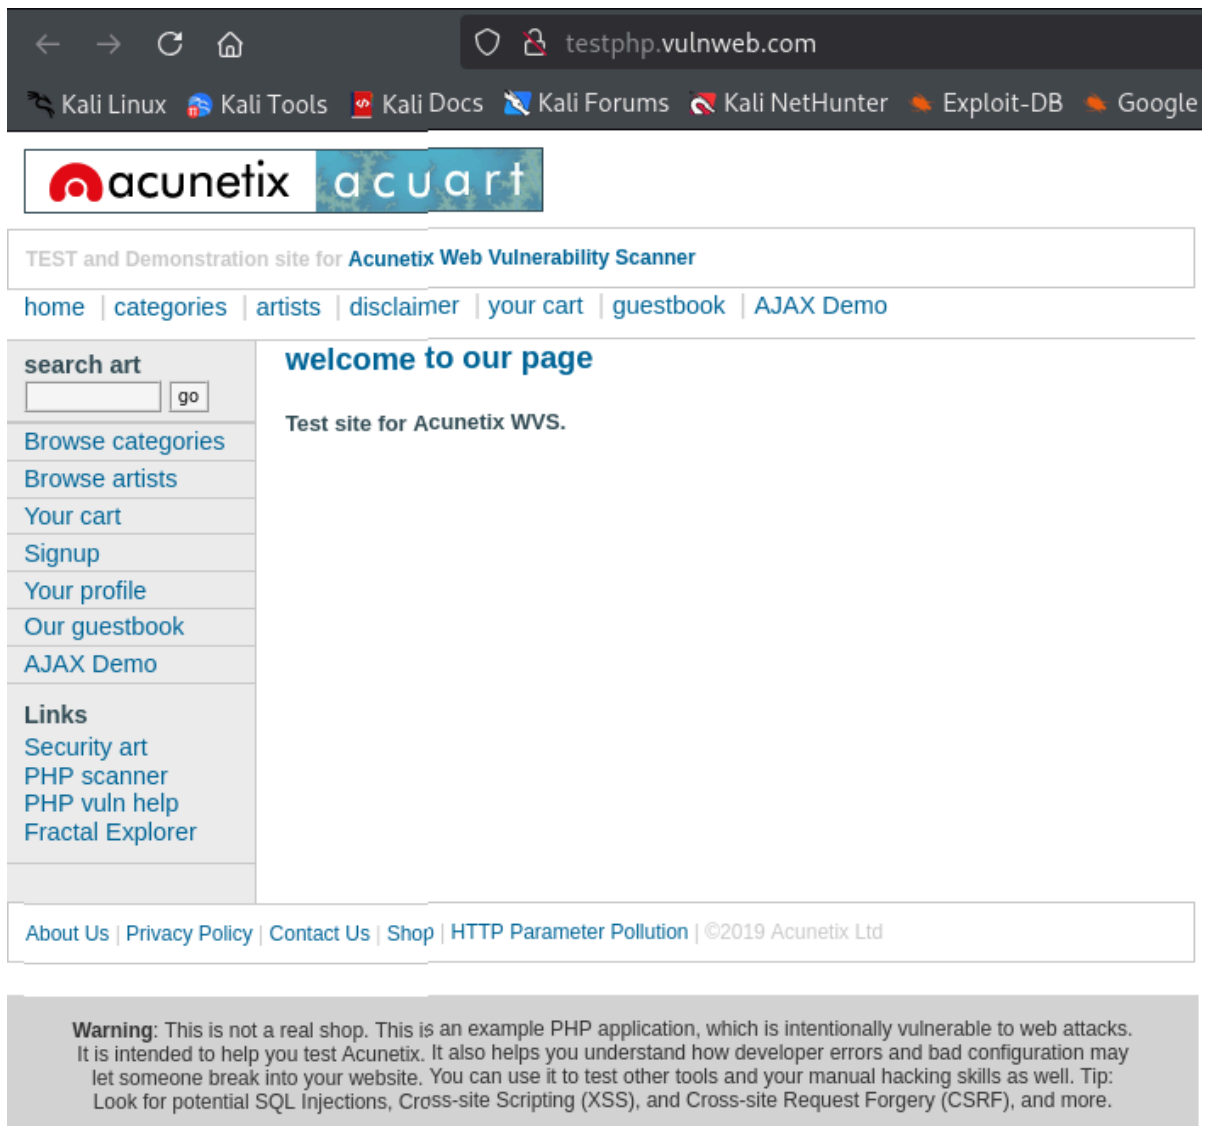 testphp.vulnweb.com
Kali Linux Kali Tools Kali Docs Kali Forums Kali NetHunter Exploit-DB Google
acunetix acuart
TEST and Demonstration site for Acunetix Web Vulnerability Scanner
home | categories | artists | disclaimer | your cart | guestbook | AJAX Demo
search art
go
Browse categories
Browse artists
Your cart
Signup
Your profile
Our guestbook
AJAX Demo
Links
Security art
PHP scanner
PHP vuln help
Fractal Explorer
welcome to our page
Test site for Acunetix WVS.
About Us | Privacy Policy | Contact Us | Shop | HTTP Parameter Pollution | ©2019 Acunetix Ltd
Warning: This is not a real shop. This is an example PHP application, which is intentionally vulnerable to web attacks.
It is intended to help you test Acunetix. It also helps you understand how developer errors and bad configuration may
let someone break into your website. You can use it to test other tools and your manual hacking skills as well. Tip:
Look for potential SQL Injections, Cross-site Scripting (XSS), and Cross-site Request Forgery (CSRF), and more.